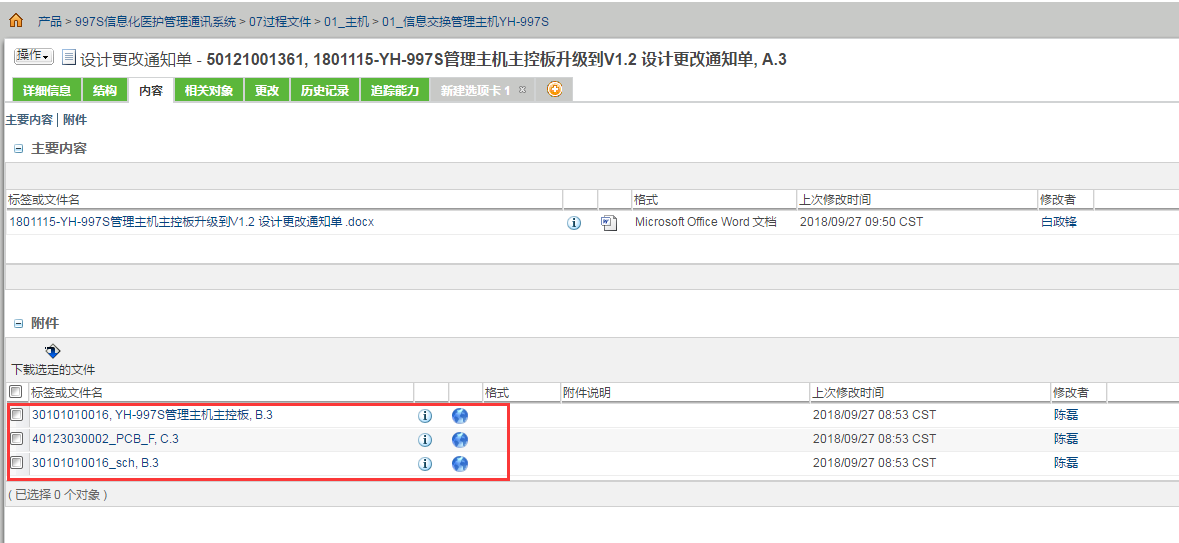 产品 > 997S信息化医护管理通讯系统 > 07过程文件 > 01_主机 > 01_信息交换管理主机YH-997S
操作 设计更改通知单 - 50121001361, 1801115-YH-997S管理主机主控板升级到V1.2 设计更改通知单, A.3
详细信息 结构 内容 相关对象 更改 历史记录 追踪能力 新建选项卡 1
主要内容 | 附件
主要内容
标签或文件名 格式 上次修改时间 修改者
1801115-YH-997S管理主机主控板升级到V1.2 设计更改通知单 .docx Microsoft Office Word 文档 2018/09/27 09:50 CST 白政锋
附件
下载选定的文件
标签或文件名 格式 附件说明 上次修改时间 修改者
30101010016, YH-997S管理主机主控板, B.3 2018/09/27 08:53 CST 陈磊
40123030002_PCB_F, C.3 2018/09/27 08:53 CST 陈磊
30101010016_sch, B.3 2018/09/27 08:53 CST 陈磊
( 已选择 0 个对象 )